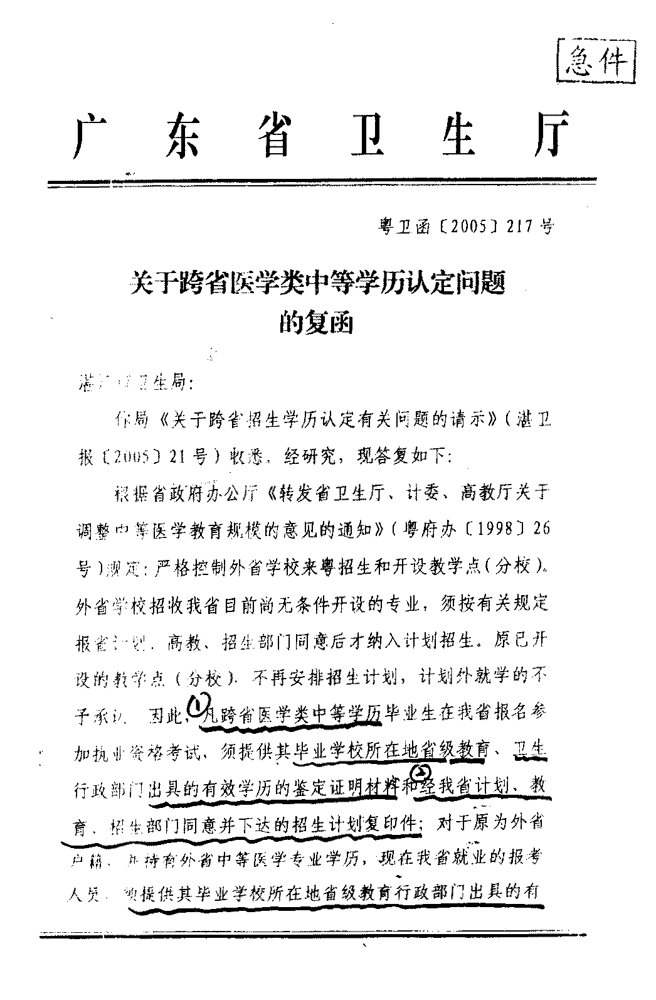 急件
广东省卫生厅
粤卫函〔2005〕217号
关于跨省医学类中等学历认定问题
的复函
湛 卫生局：
你局《关于跨省招生学历认定有关问题的请示》（湛卫
报〔2005〕21号）收悉。经研究，现答复如下：
根据省政府办公厅《转发省卫生厅、计委、高教厅关于
调整中等医学教育规模的意见的通知》（粤府办〔1998〕26
号）规定：严格控制外省学校来粤招生和开设教学点（分校）。
外省学校招收我省目前尚无条件开设的专业，须按有关规定
报省计划、高教、招生部门同意后才纳入计划招生。原已开
设的教学点（分校），不再安排招生计划，计划外就学的不
予承认。因此，①凡跨省医学类中等学历毕业生在我省报名参
加执业资格考试，须提供其毕业学校所在地省级教育、卫生
行政部门出具的有效学历的鉴定证明材料和②经我省计划、教
育、招生部门同意并下达的招生计划复印件；对于原为外省
户籍、并持有外省中等医学专业学历，现在我省就业的报考
人员，须提供其毕业学校所在地省级教育行政部门出具的有